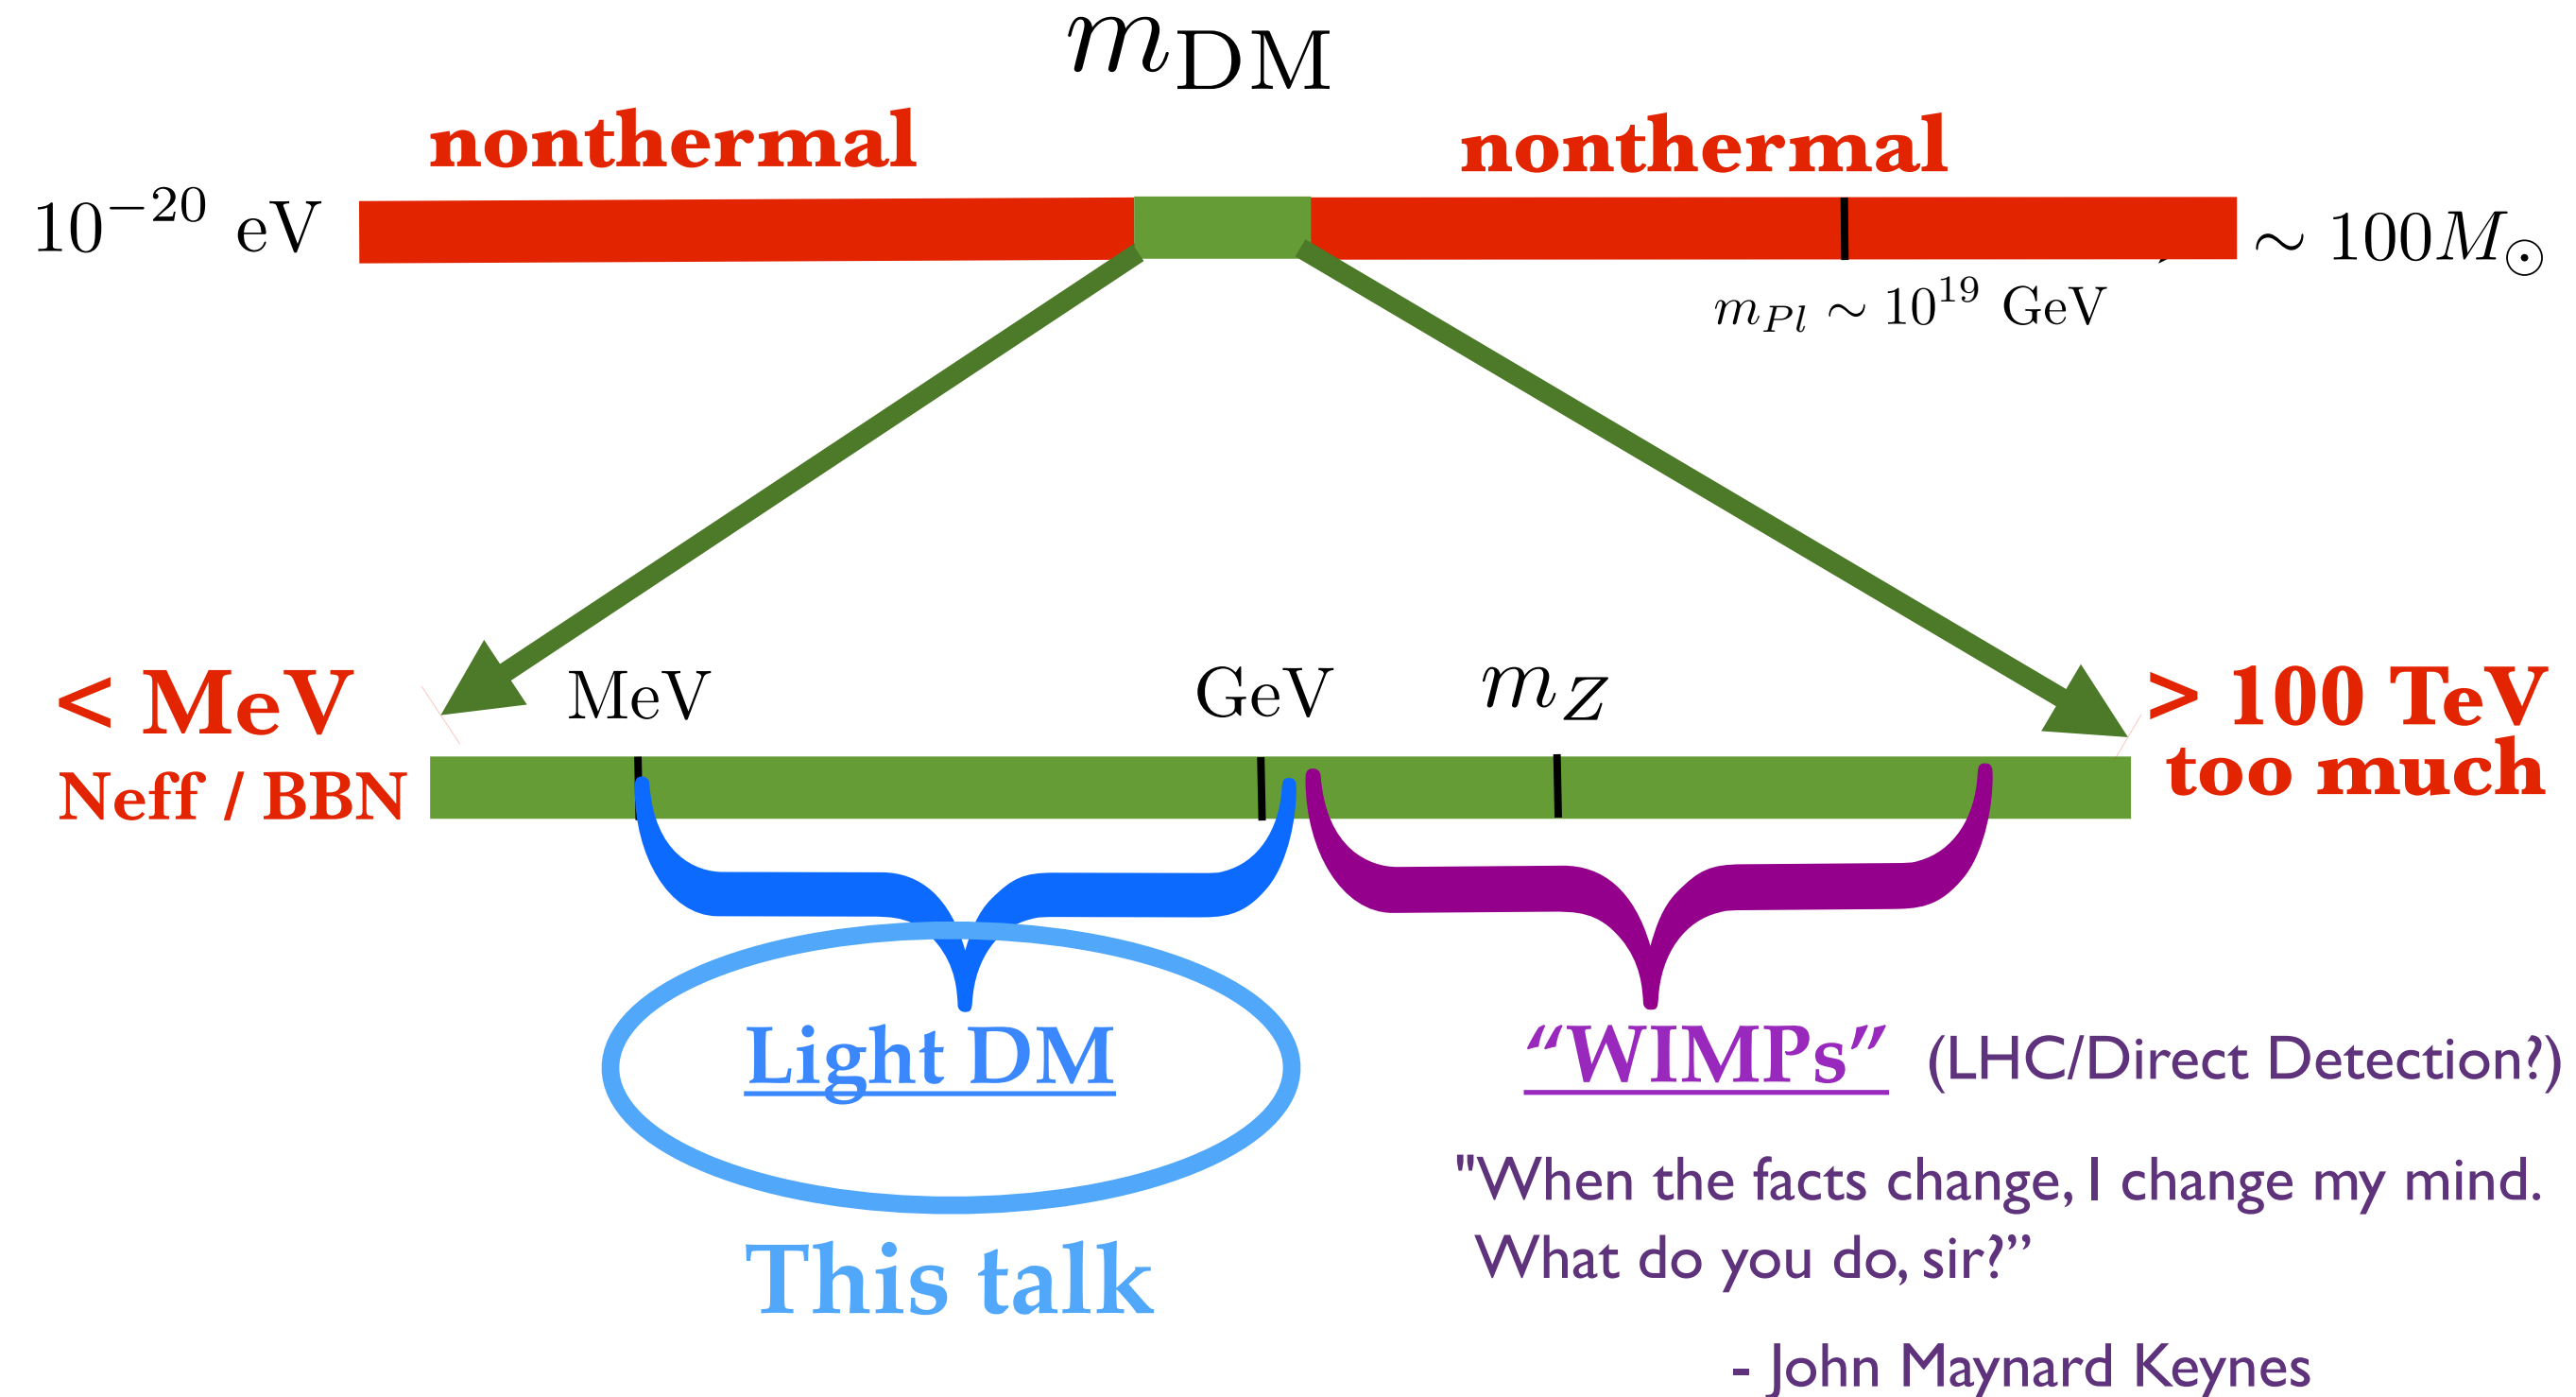 m_DM
nonthermal nonthermal
10^{-20} eV
∼ 100M_⊙
m_{Pl} ∼ 10^{19} GeV
< MeV
Neff / BBN
MeV GeV m_Z
> 100 TeV
too much
Light DM
“WIMPs” (LHC/Direct Detection?)
"When the facts change, I change my mind.
What do you do, sir?”
This talk
- John Maynard Keynes